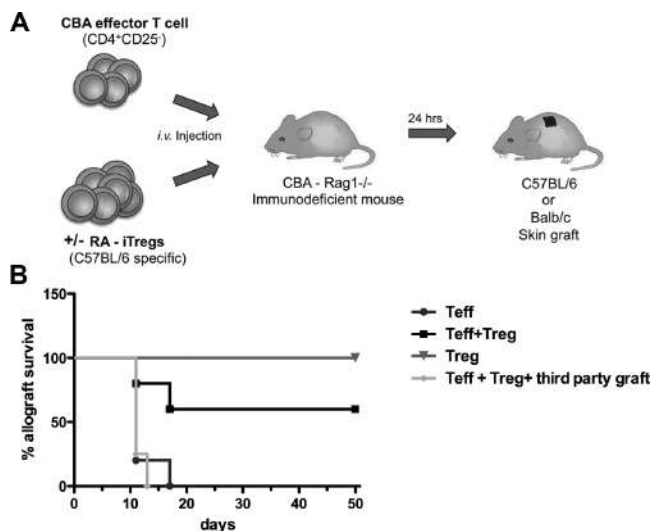 A
CBA effector T cell
(CD4⁺CD25⁻)
i.v. Injection
+/- RA - iTregs
(C57BL/6 specific)
CBA - Rag1-/-
Immunodeficient mouse
24 hrs
C57BL/6
or
Balb/c
Skin graft
B
% allograft survival
150
100
50
0
0 10 20 30 40 50
days
Teff
Teff+Treg
Treg
Teff + Treg+ third party graft